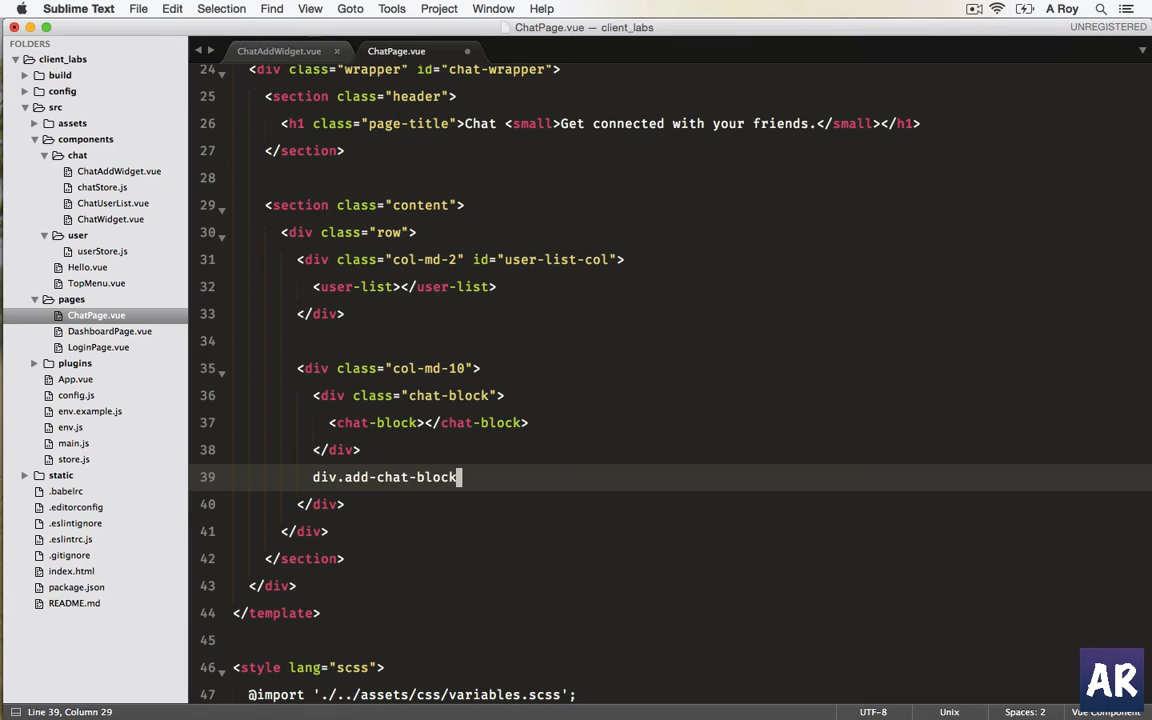 Sublime Text File Edit Selection Find View Goto Tools Project Window Help A Roy
ChatPage.vue — client_labs UNREGISTERED
FOLDERS
client_labs
build
config
src
assets
components
chat
ChatAddWidget.vue
chatStore.js
ChatUserList.vue
ChatWidget.vue
user
userStore.js
Hello.vue
TopMenu.vue
pages
ChatPage.vue
DashboardPage.vue
LoginPage.vue
plugins
App.vue
config.js
env.example.js
env.js
main.js
store.js
static
.babelrc
.editorconfig
.eslintignore
.eslintrc.js
.gitignore
index.html
package.json
README.md
ChatAddWidget.vue × ChatPage.vue
24 <div class="wrapper" id="chat-wrapper">
25 <section class="header">
26 <h1 class="page-title">Chat <small>Get connected with your friends.</small></h1>
27 </section>
28
29 <section class="content">
30 <div class="row">
31 <div class="col-md-2" id="user-list-col">
32 <user-list></user-list>
33 </div>
34
35 <div class="col-md-10">
36 <div class="chat-block">
37 <chat-block></chat-block>
38 </div>
39 div.add-chat-block
40 </div>
41 </div>
42 </section>
43 </div>
44 </template>
45
46 <style lang="scss">
47 @import './../assets/css/variables.scss';
AR
Line 39, Column 29 UTF-8 Unix Spaces: 2 Vue Component